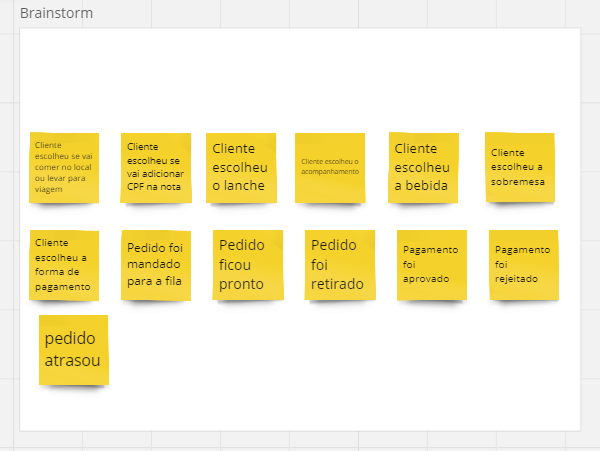 Brainstorm
Cliente
escolheu se vai
comer no local
ou levar para
viagem
Cliente
escolheu se
vai adicionar
CPF na nota
Cliente
escolheu
o lanche
Cliente escolheu o
acompanhamento
Cliente
escolheu
a bebida
Cliente
escolheu a
sobremesa
Cliente
escolheu a
forma de
pagamento
Pedido foi
mandado
para a fila
Pedido
ficou
pronto
Pedido
foi
retirado
Pagamento
foi
aprovado
Pagamento
foi
rejeitado
pedido
atrasou